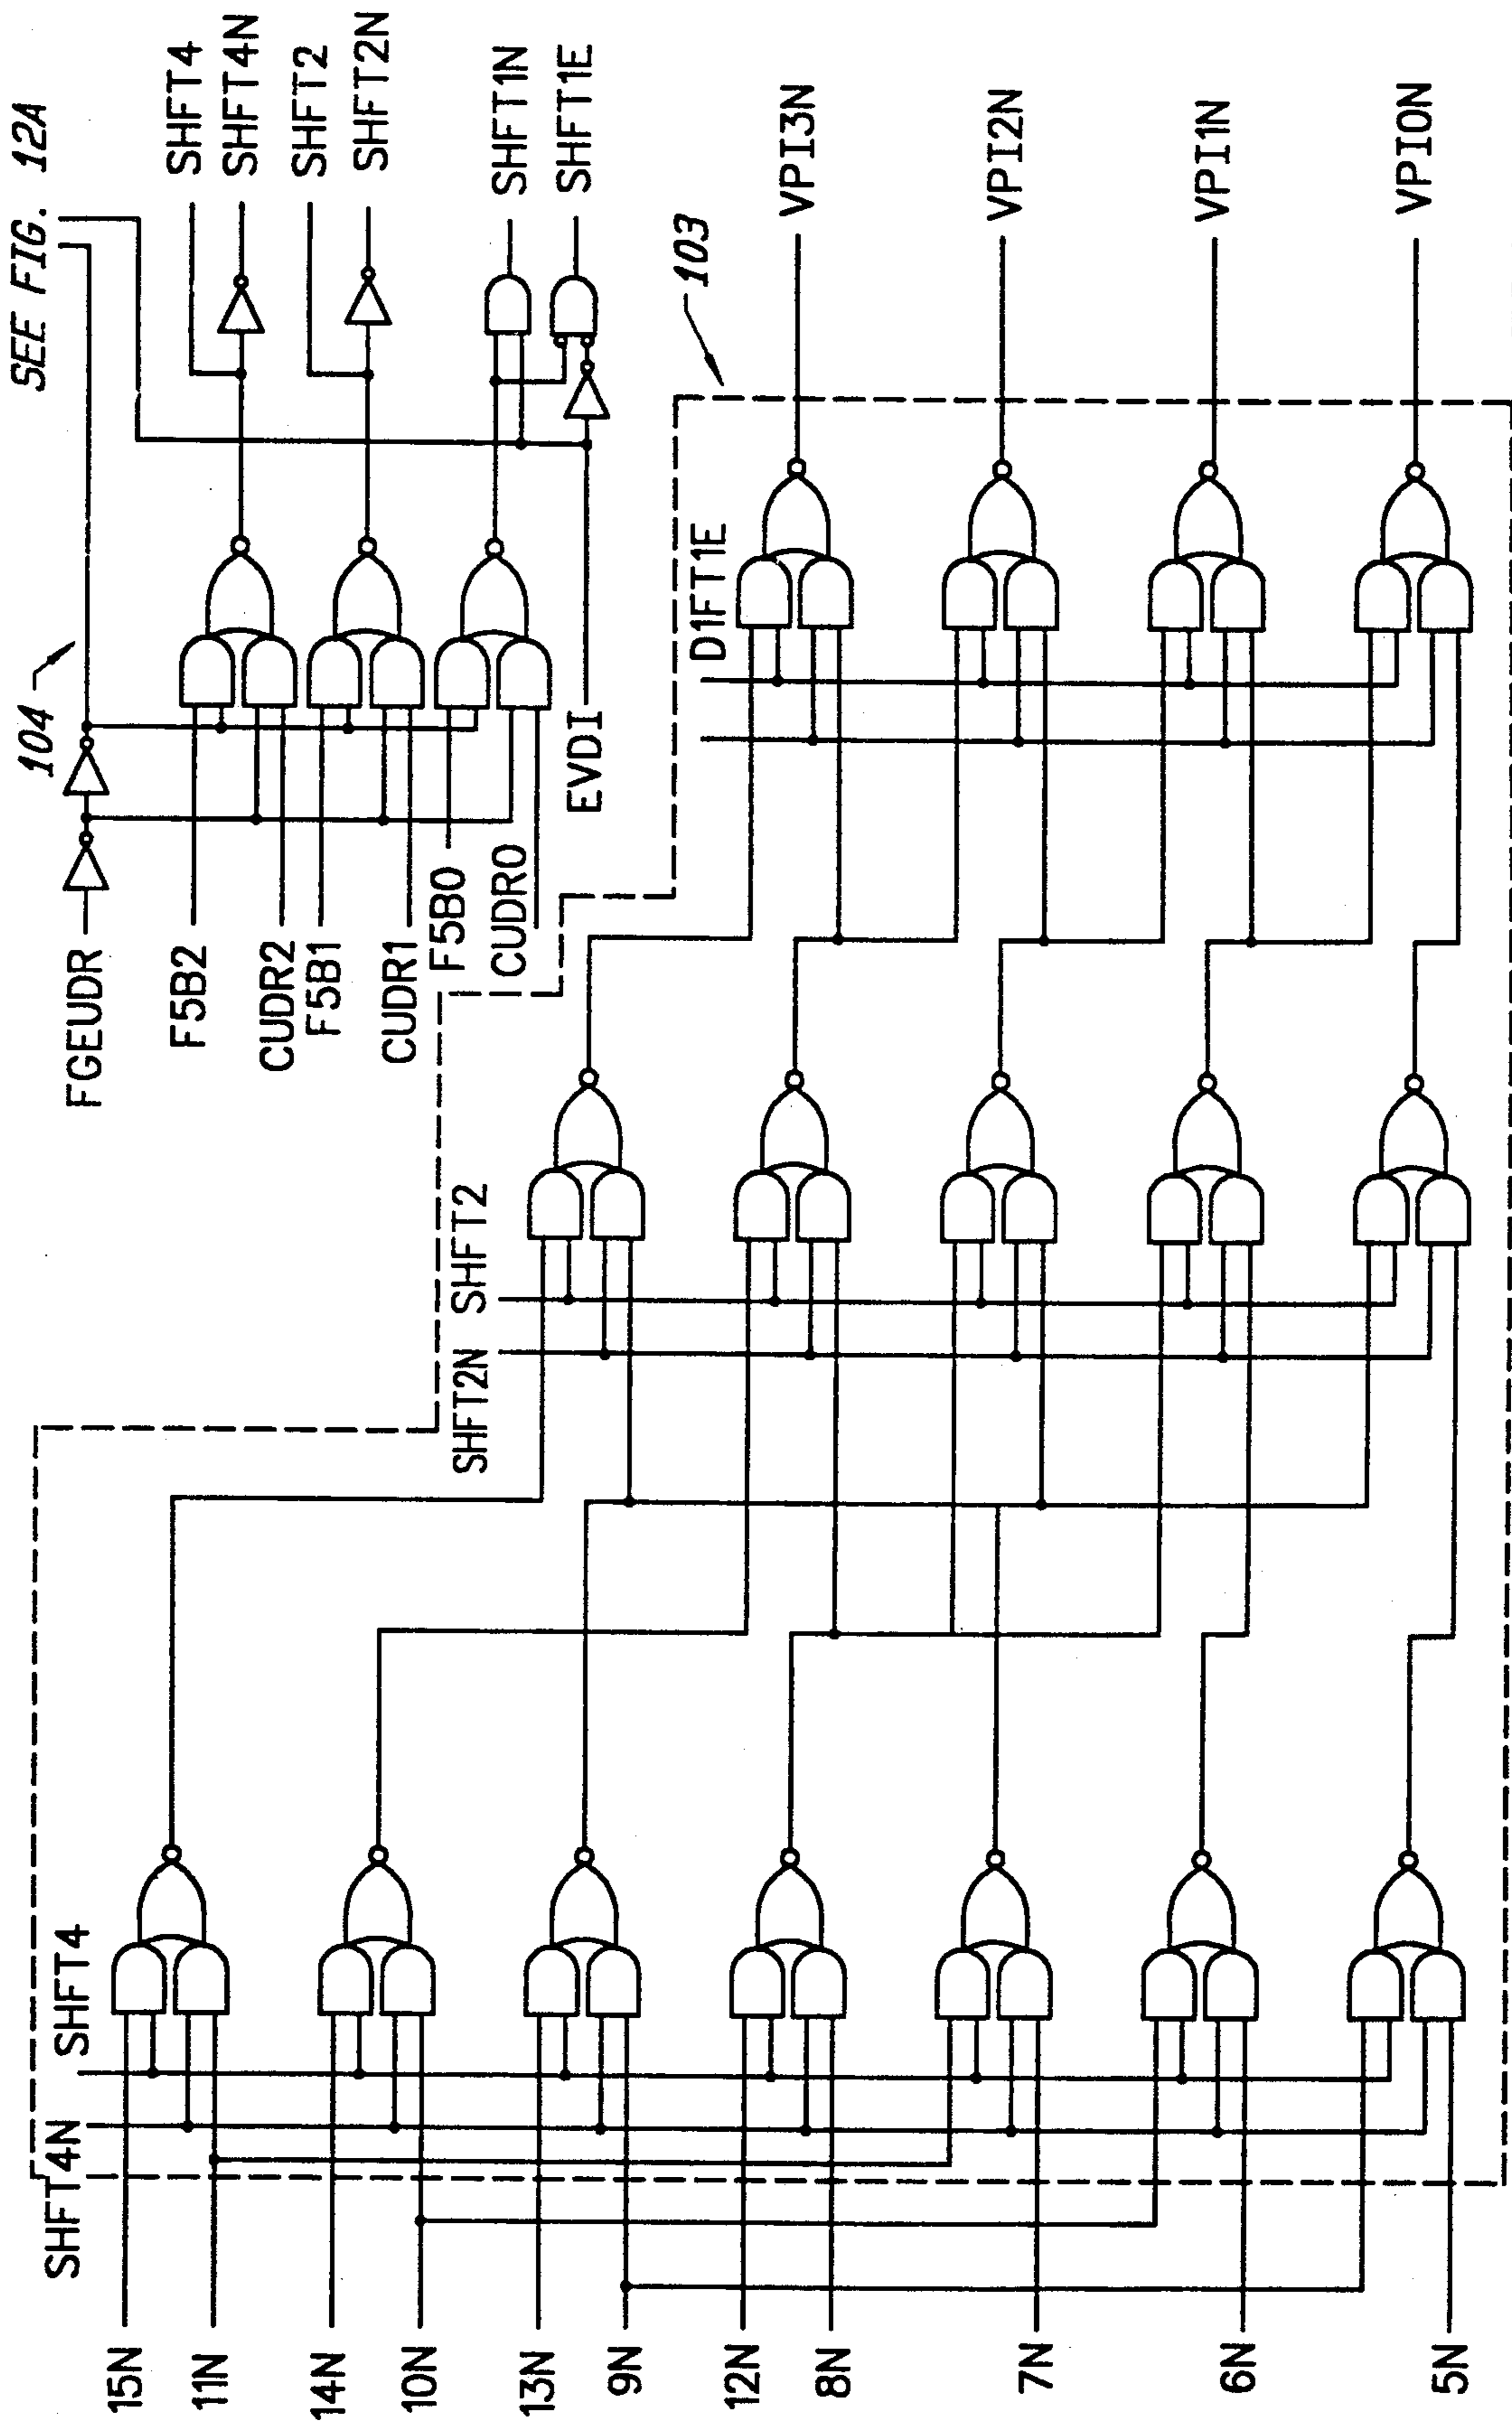 SEE FIG. 12A
104
FGEUDR
F5B2
CUDR2
F5B1
CUDR1
F5B0
CUDR0
EVDI
SHFT4
SHFT4N
SHFT2
SHFT2N
SHFT1N
SHFT1E
103
D1FT1E
SHFT2
SHFT2N
SHFT4
SHFT4N
15N
11N
14N
10N
13N
9N
12N
8N
7N
6N
5N
VPI3N
VPI2N
VPI1N
VPI0N